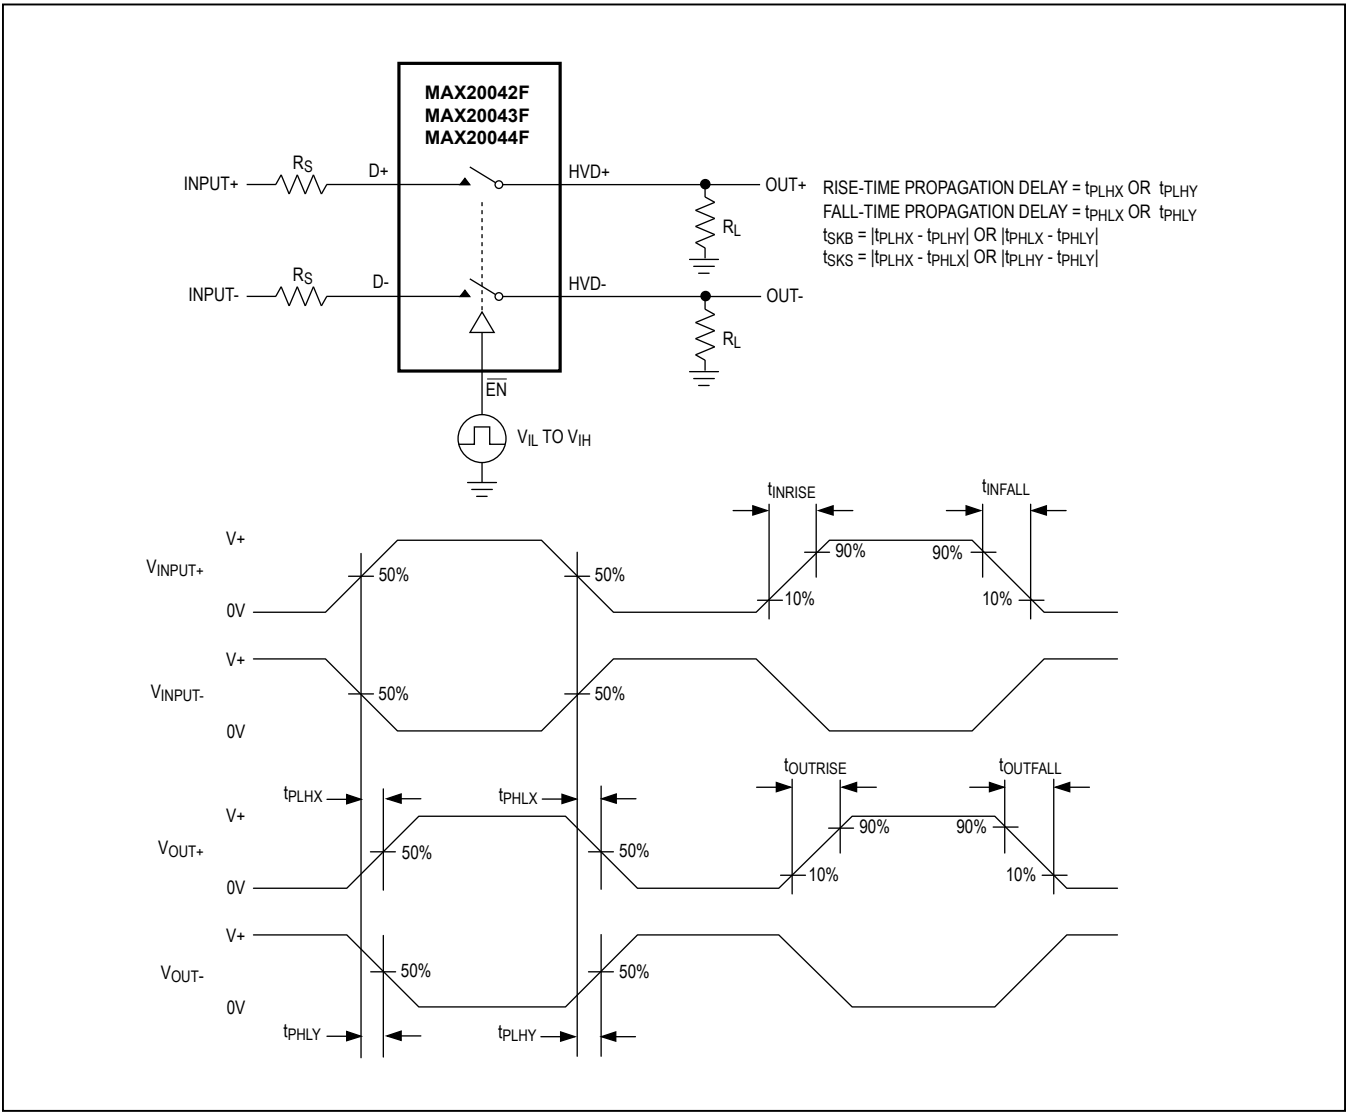 MAX20042F
MAX20043F
MAX20044F
RS
D+
HVD+
INPUT+
OUT+
RL
RISE-TIME PROPAGATION DELAY = tPLHX OR tPLHY
FALL-TIME PROPAGATION DELAY = tPHLX OR tPHLY
tSKB = |tPLHX - tPLHY| OR |tPHLX - tPHLY|
tSKS = |tPLHX - tPHLX| OR |tPLHY - tPHLY|
RS
D-
HVD-
INPUT-
OUT-
RL
EN
VIL TO VIH
tINRISE
tINFALL
V+
VINPUT+
0V
50%
50%
90%
90%
10%
10%
V+
VINPUT-
0V
50%
50%
tOUTRISE
tOUTFALL
tPLHX
tPHLX
V+
VOUT+
0V
50%
50%
90%
90%
10%
10%
V+
VOUT-
0V
50%
50%
tPHLY
tPLHY